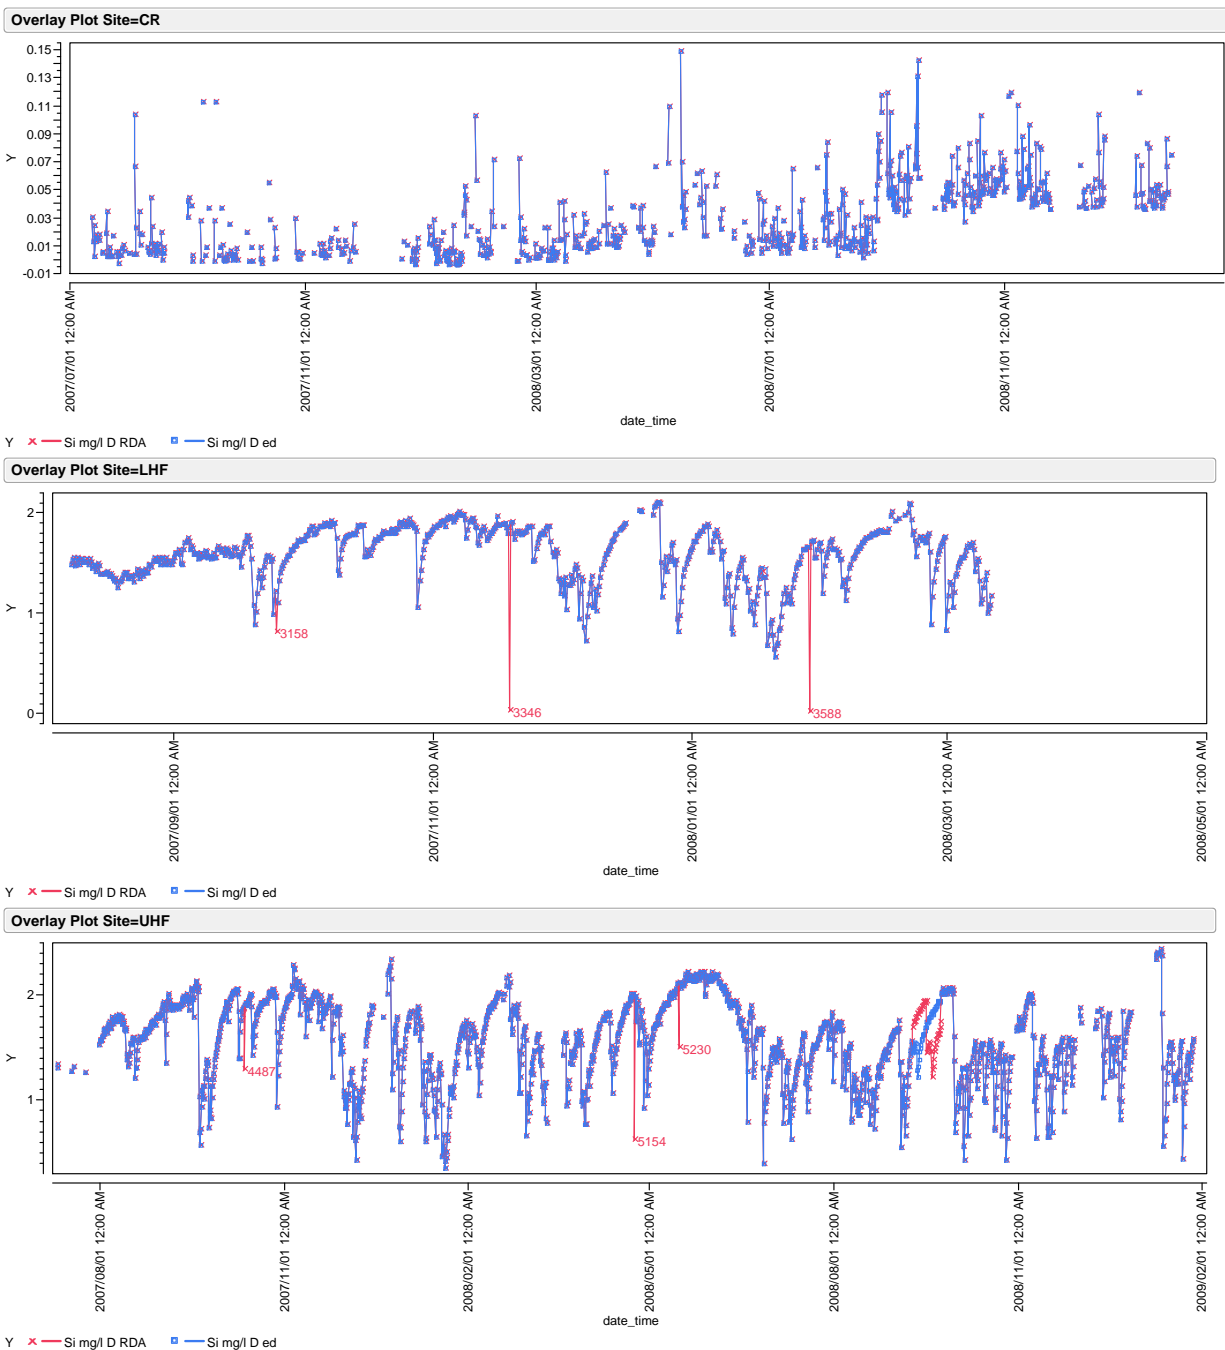 Overlay Plot Site=CR
0.15
0.13
0.11
0.09
0.07
0.05
0.03
0.01
-0.01
Y
2007/07/01 12:00 AM
2007/11/01 12:00 AM
2008/03/01 12:00 AM
2008/07/01 12:00 AM
2008/11/01 12:00 AM
date_time
Y Si mg/l D RDA Si mg/l D ed
Overlay Plot Site=LHF
2
1
0
Y
3158
3346
3588
2007/09/01 12:00 AM
2007/11/01 12:00 AM
2008/01/01 12:00 AM
2008/03/01 12:00 AM
2008/05/01 12:00 AM
date_time
Y Si mg/l D RDA Si mg/l D ed
Overlay Plot Site=UHF
2
1
Y
4487
5154
5230
2007/08/01 12:00 AM
2007/11/01 12:00 AM
2008/02/01 12:00 AM
2008/05/01 12:00 AM
2008/08/01 12:00 AM
2008/11/01 12:00 AM
2009/02/01 12:00 AM
date_time
Y Si mg/l D RDA Si mg/l D ed